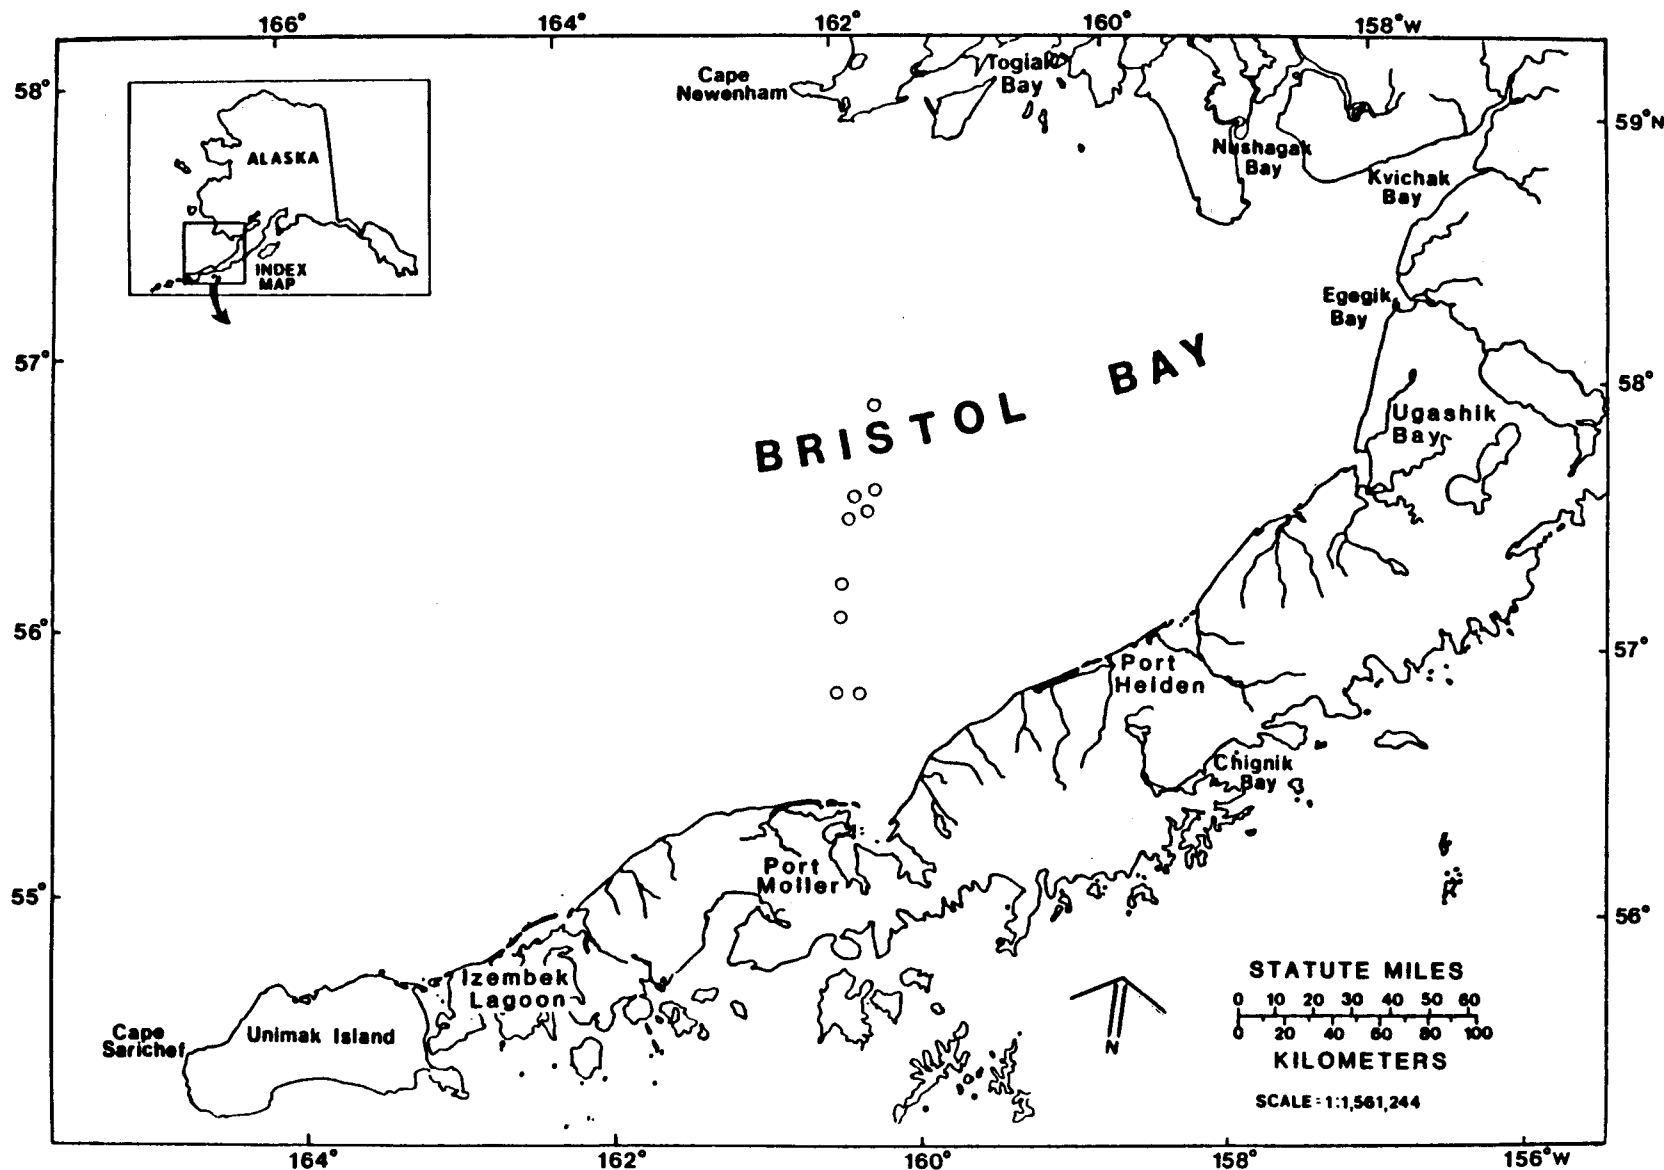 166° 164° 162° 160° 158°W
58°
57°
56°
55°
59°N
58°
57°
56°
ALASKA
INDEX
MAP
Cape
Newenham
Togiak
Bay
Nushagak
Bay
Kvichak
Bay
Egegik
Bay
BRISTOL BAY
Ugashik
Bay
Port
Heiden
Chignik
Bay
Port
Moller
Izembek
Lagoon
Cape
Sarichef
Unimak Island
N
STATUTE MILES
0 10 20 30 40 50 60
0 20 40 60 80 100
KILOMETERS
SCALE = 1:1,561,244
164° 162° 160° 158° 156°W